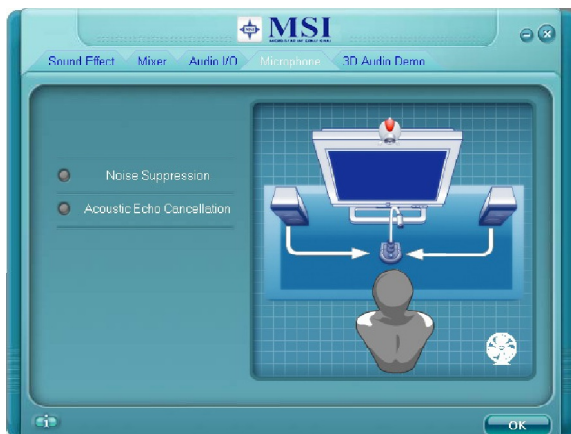 MSI
Sound Effect Mixer Audio I/O Microphone 3D Audio Demo
Noise Suppression
Acoustic Echo Cancellation
i
OK